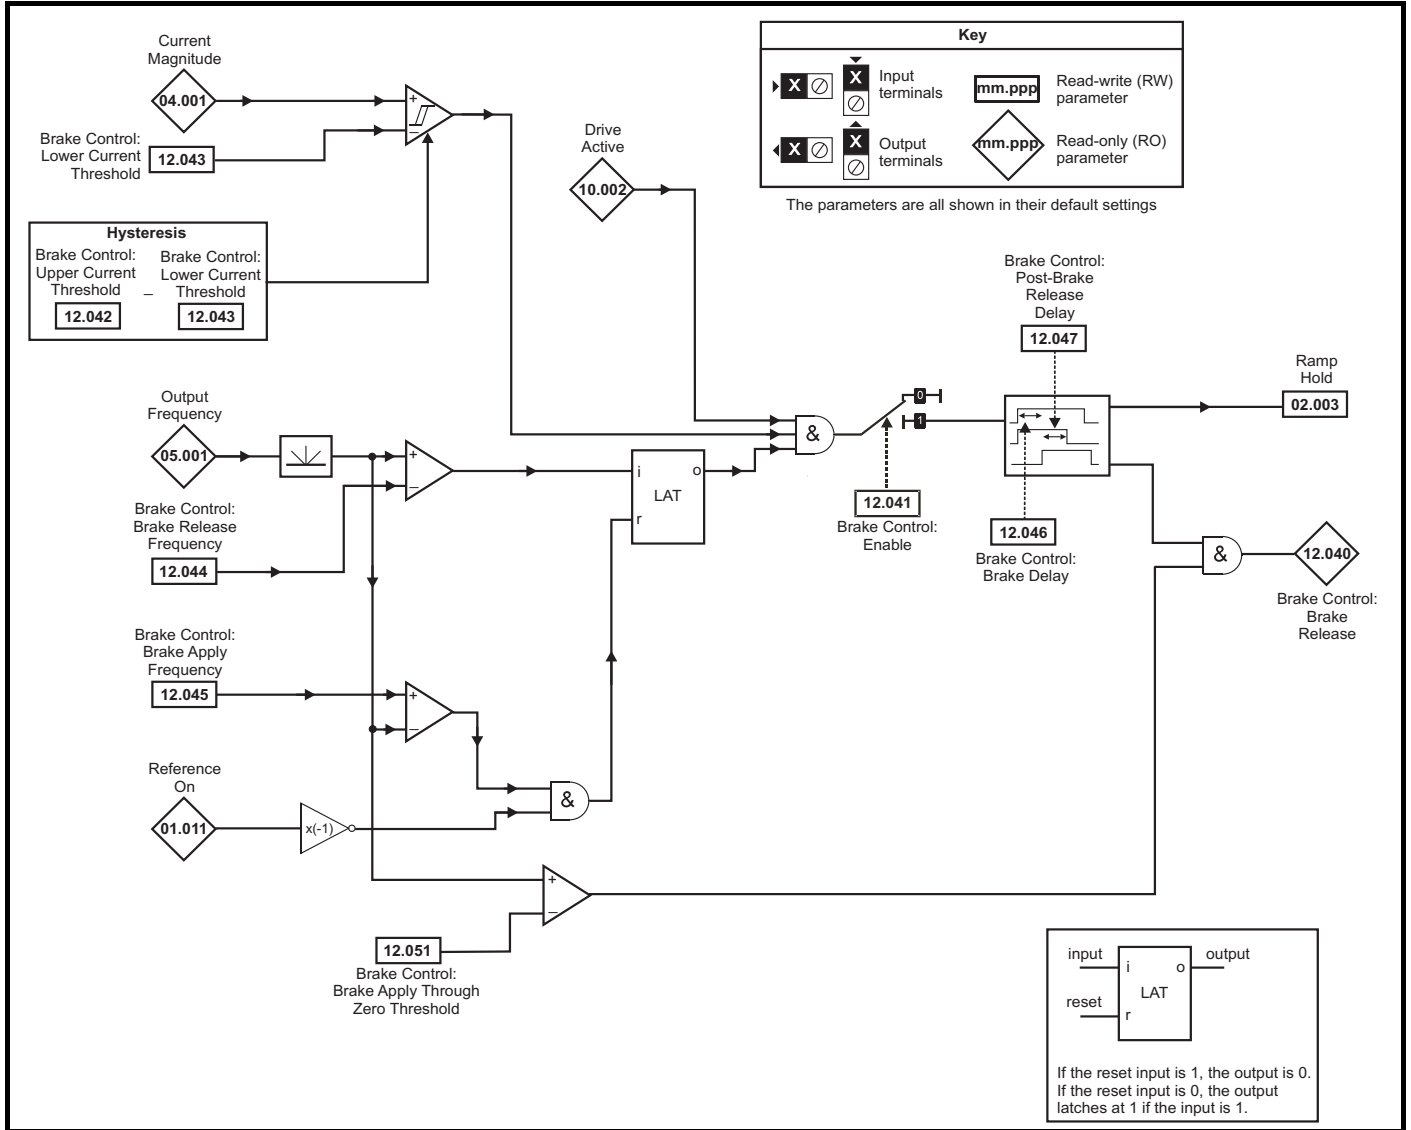 Current
Magnitude
04.001
+
–
Brake Control:
Lower Current
Threshold
12.043
Hysteresis
Brake Control:
Upper Current
Threshold
12.042
–
Brake Control:
Lower Current
Threshold
12.043
Drive
Active
10.002
Key
X
X
Input
terminals
X
X
Output
terminals
mm.ppp
Read-write (RW)
parameter
mm.ppp
Read-only (RO)
parameter
The parameters are all shown in their default settings
Output
Frequency
05.001
+
–
Brake Control:
Brake Release
Frequency
12.044
i
o
LAT
r
&
0
1
12.041
Brake Control:
Enable
Brake Control:
Post-Brake
Release
Delay
12.047
12.046
Brake Control:
Brake Delay
Ramp
Hold
02.003
&
12.040
Brake Control:
Brake
Release
Brake Control:
Brake Apply
Frequency
12.045
+
–
Reference
On
01.011
x(-1)
&
+
–
12.051
Brake Control:
Brake Apply Through
Zero Threshold
input
i
o
output
LAT
reset
r
If the reset input is 1, the output is 0.
If the reset input is 0, the output
latches at 1 if the input is 1.